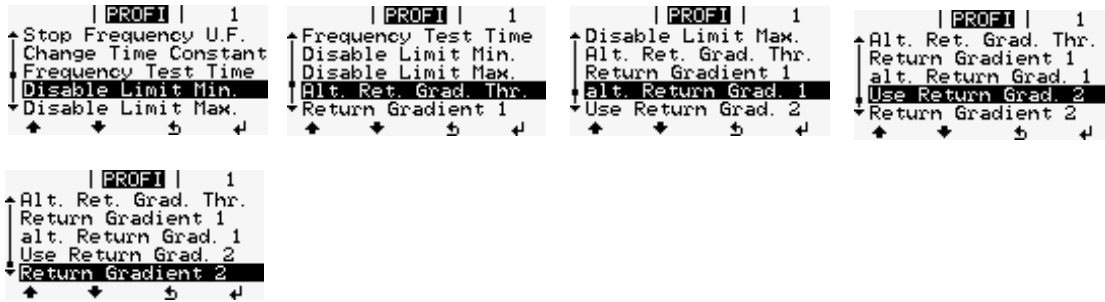 PROFI 1
Stop Frequency U.F.
Change Time Constant
Frequency Test Time
Disable Limit Min.
Disable Limit Max.
PROFI 1
Frequency Test Time
Disable Limit Min.
Disable Limit Max.
Alt. Ret. Grad. Thr.
Return Gradient 1
PROFI 1
Disable Limit Max.
Alt. Ret. Grad. Thr.
Return Gradient 1
alt. Return Grad. 1
Use Return Grad. 2
PROFI 1
Alt. Ret. Grad. Thr.
Return Gradient 1
alt. Return Grad. 1
Use Return Grad. 2
Return Gradient 2
PROFI 1
Alt. Ret. Grad. Thr.
Return Gradient 1
alt. Return Grad. 1
Use Return Grad. 2
Return Gradient 2